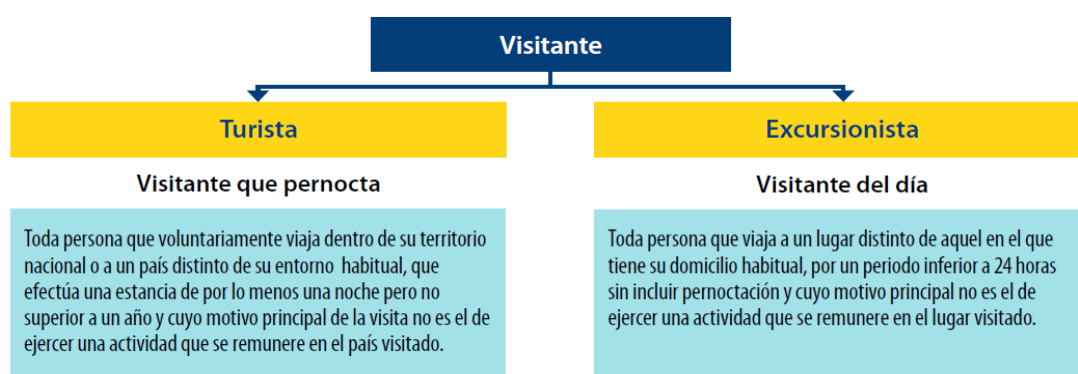 Visitante
Turista
Visitante que pernocta
Toda persona que voluntariamente viaja dentro de su territorio
nacional o a un país distinto de su entorno habitual, que
efectúa una estancia de por lo menos una noche pero no
superior a un año y cuyo motivo principal de la visita no es el de
ejercer una actividad que se remunere en el país visitado.
Excursionista
Visitante del día
Toda persona que viaja a un lugar distinto de aquel en el que
tiene su domicilio habitual, por un periodo inferior a 24 horas
sin incluir pernoctación y cuyo motivo principal no es el de
ejercer una actividad que se remunere en el lugar visitado.